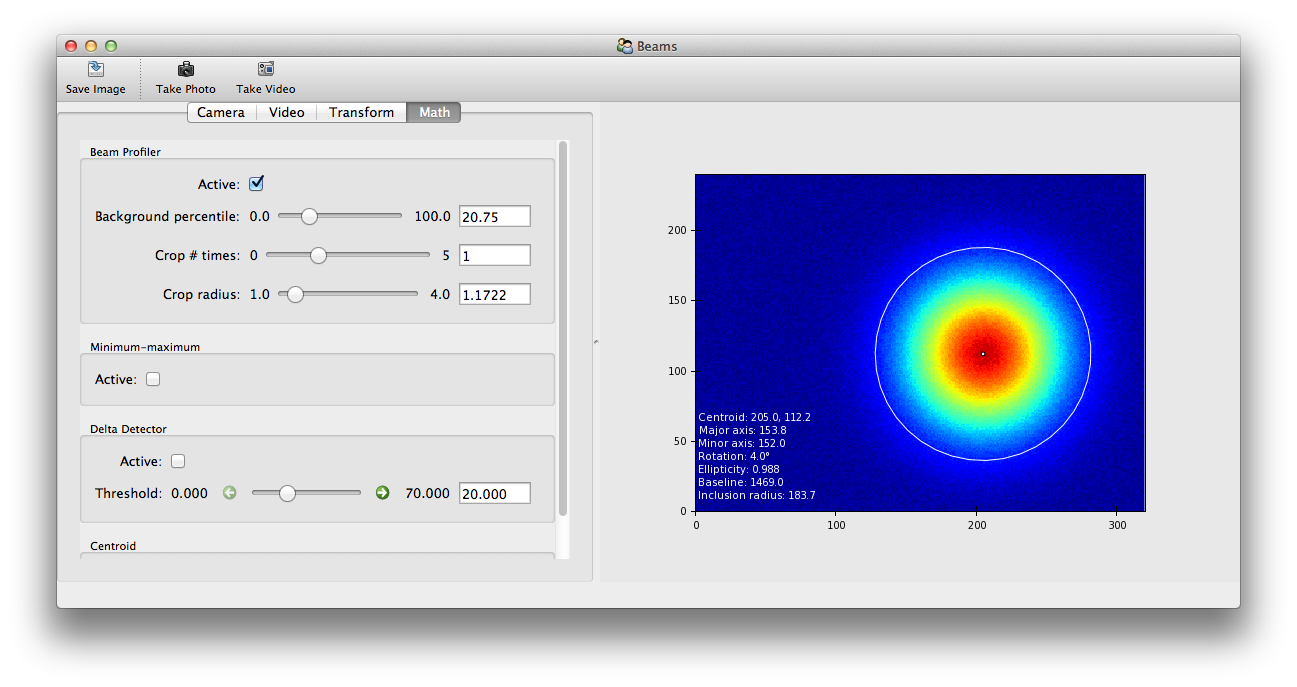 Beams
Save Image Take Photo Take Video
Camera Video Transform Math
Beam Profiler
Active:
Background percentile: 0.0 100.0 20.75
Crop # times: 0 5 1
Crop radius: 1.0 4.0 1.1722
Minimum-maximum
Active:
Delta Detector
Active:
Threshold: 0.000 70.000 20.000
Centroid
200
150
100
50
0
Centroid: 205.0, 112.2
Major axis: 153.8
Minor axis: 152.0
Rotation: 4.0°
Ellipticity: 0.988
Baseline: 1469.0
Inclusion radius: 183.7
0 100 200 300